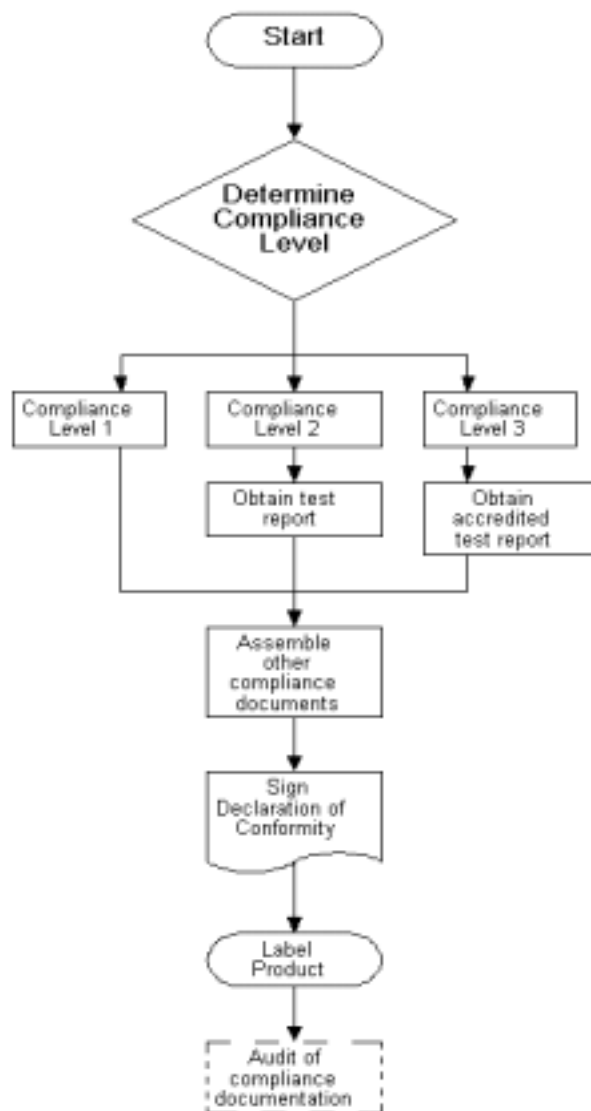 Start
Determine
Compliance
Level
Compliance
Level 1
Compliance
Level 2
Compliance
Level 3
Obtain test
report
Obtain
accredited
test report
Assemble
other
compliance
documents
Sign
Declaration of
Conformity
Label
Product
Audit of
compliance
documentation